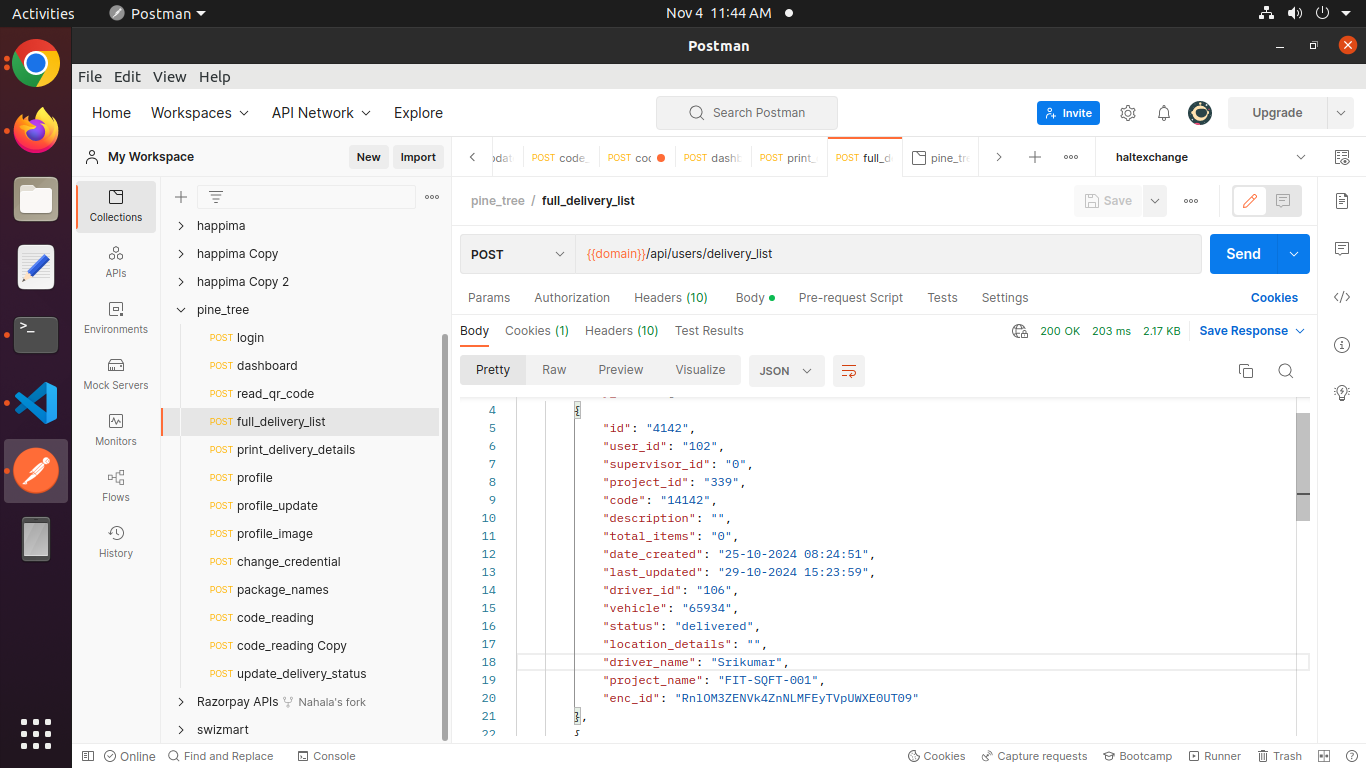 Activities Postman Nov 4 11:44 AM
Postman
File Edit View Help
Home Workspaces API Network Explore Search Postman Invite Upgrade
My Workspace New Import POST code_ POST coc POST dash POST print_ POST full_d pine_tre haltexchange
Collections
APIs
Environments
Mock Servers
Monitors
Flows
History
happima
happima Copy
happima Copy 2
pine_tree
POST login
POST dashboard
POST read_qr_code
POST full_delivery_list
POST print_delivery_details
POST profile
POST profile_update
POST profile_image
POST change_credential
POST package_names
POST code_reading
POST code_reading Copy
POST update_delivery_status
Razorpay APIs Nahala's fork
swizmart
pine_tree / full_delivery_list Save
POST {{domain}}/api/users/delivery_list Send
Params Authorization Headers (10) Body Pre-request Script Tests Settings Cookies
Body Cookies (1) Headers (10) Test Results 200 OK 203 ms 2.17 KB Save Response
Pretty Raw Preview Visualize JSON
4 {
5 "id": "4142",
6 "user_id": "102",
7 "supervisor_id": "0",
8 "project_id": "339",
9 "code": "14142",
10 "description": "",
11 "total_items": "0",
12 "date_created": "25-10-2024 08:24:51",
13 "last_updated": "29-10-2024 15:23:59",
14 "driver_id": "106",
15 "vehicle": "65934",
16 "status": "delivered",
17 "location_details": "",
18 "driver_name": "Srikumar",
19 "project_name": "FIT-SQFT-001",
20 "enc_id": "RnlOM3ZENVk4ZnNLMFEyTVpUWXE0UT09"
21 },
22 {
Online Find and Replace Console Cookies Capture requests Bootcamp Runner Trash